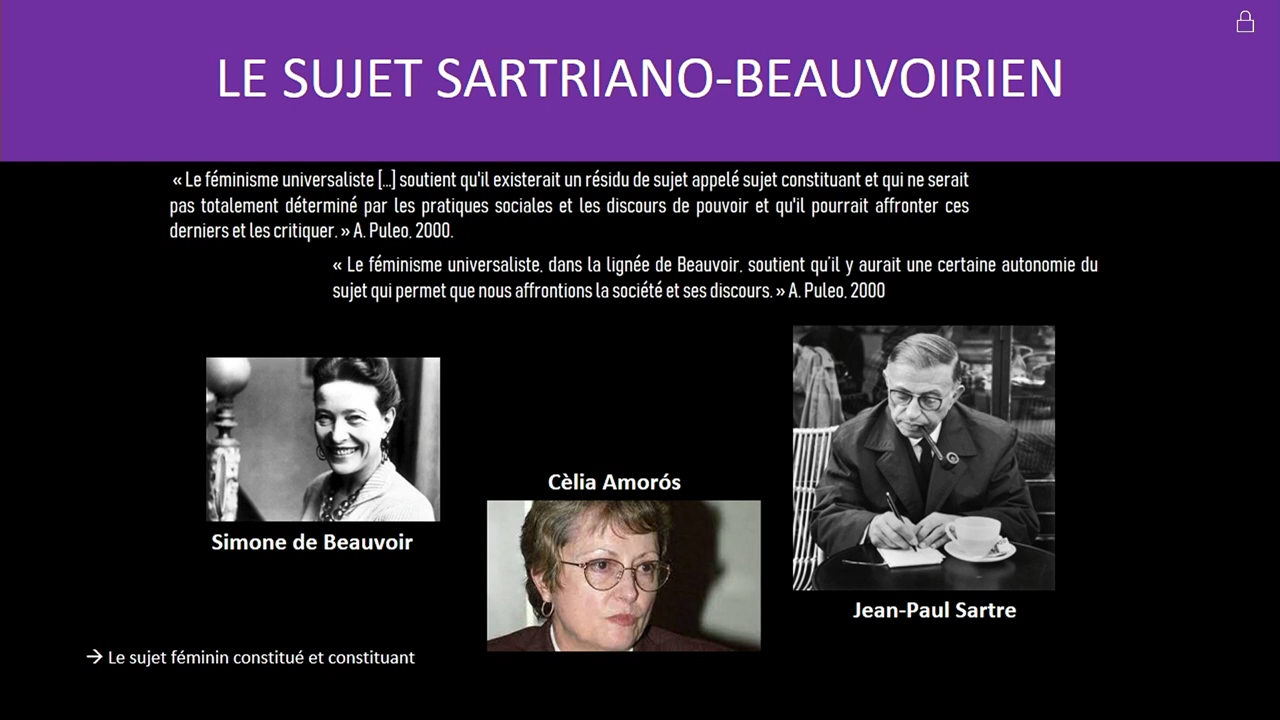 LE SUJET SARTRIANO-BEAUVOIRIEN
« Le féminisme universaliste [...] soutient qu'il existerait un résidu de sujet appelé sujet constituant et qui ne serait
pas totalement déterminé par les pratiques sociales et les discours de pouvoir et qu'il pourrait affronter ces
derniers et les critiquer. » A. Puleo, 2000.
« Le féminisme universaliste, dans la lignée de Beauvoir, soutient qu'il y aurait une certaine autonomie du
sujet qui permet que nous affrontions la société et ses discours. » A. Puleo, 2000
Cèlia Amorós
Simone de Beauvoir
Jean-Paul Sartre
→ Le sujet féminin constitué et constituant